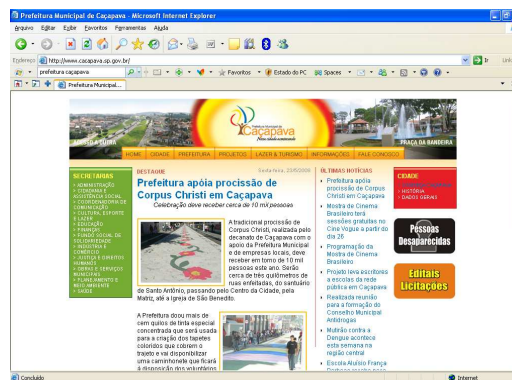 Prefeitura Municipal de Caçapava - Microsoft Internet Explorer
Arquivo Editar Exibir Favoritos Ferramentas Ajuda
Endereço http://www.cacapava.sp.gov.br/
prefeitura caçapava
Favoritos
Estado do PC
Spaces
Prefeitura Municipal...
Prefeitura Municipal de
Caçapava
PRAÇA DA BANDEIRA
HOME CIDADE PREFEITURA PROJETOS LAZER & TURISMO INFORMAÇÕES FALE CONOSCO
SECRETARIAS
> ADMINISTRAÇÃO
> CIDADANIA E
ASSISTÊNCIA SOCIAL
> COORDENADORIA DE
COMUNICAÇÃO
> CULTURA, ESPORTE
E LAZER
> EDUCAÇÃO
> FINANÇAS
> FUNDO SOCIAL DE
SOLIDARIEDADE
> INDÚSTRIA E
COMÉRCIO
> JUSTIÇA E DIREITOS
HUMANOS
> OBRAS E SERVIÇOS
MUNICIPAIS
> PLANEJAMENTO E
MEIO AMBIENTE
> SAÚDE
DESTAQUE
Prefeitura apóia procissão de
Corpus Christi em Caçapava
Celebração deve receber cerca de 10 mil pessoas
A tradicional procissão de
Corpus Christi, realizada pelo
decanato de Caçapava com o
apoio da Prefeitura Municipal
e de empresas locais, deve
receber em torno de 10 mil
pessoas este ano. Serão
cerca de três quilômetros de
ruas enfeitadas, do santuário
de Santo Antônio, passando pelo Centro da Cidade, pela
Matriz, até a Igreja de São Benedito.
A Prefeitura doou mais de
cem quilos de tinta especial
concentrada que será usada
para a criação dos tapetes
coloridos que cobrem o
trajeto e vai disponibilizar
uma caminhonete que ficará
à disposição dos voluntários
ÚLTIMAS NOTÍCIAS
Prefeitura apóia
procissão de Corpus
Christi em Caçapava
Mostra de Cinema
Brasileiro terá
sessões gratuitas no
Cine Vogue a partir do
dia 26
Programação da
Mostra de Cinema
Brasileiro
Projeto leva escritores
a escolas da rede
pública em Caçapava
Realizada reunião
para a formação do
Conselho Municipal
Antidrogas
Mutirão contra a
Dengue acontece
esta semana na
região central
Escola Aluísio França
CIDADE
> HISTÓRIA
> DADOS GERAIS
Pessoas
Desaparecidas
Editais
Licitações
Concluído
Internet